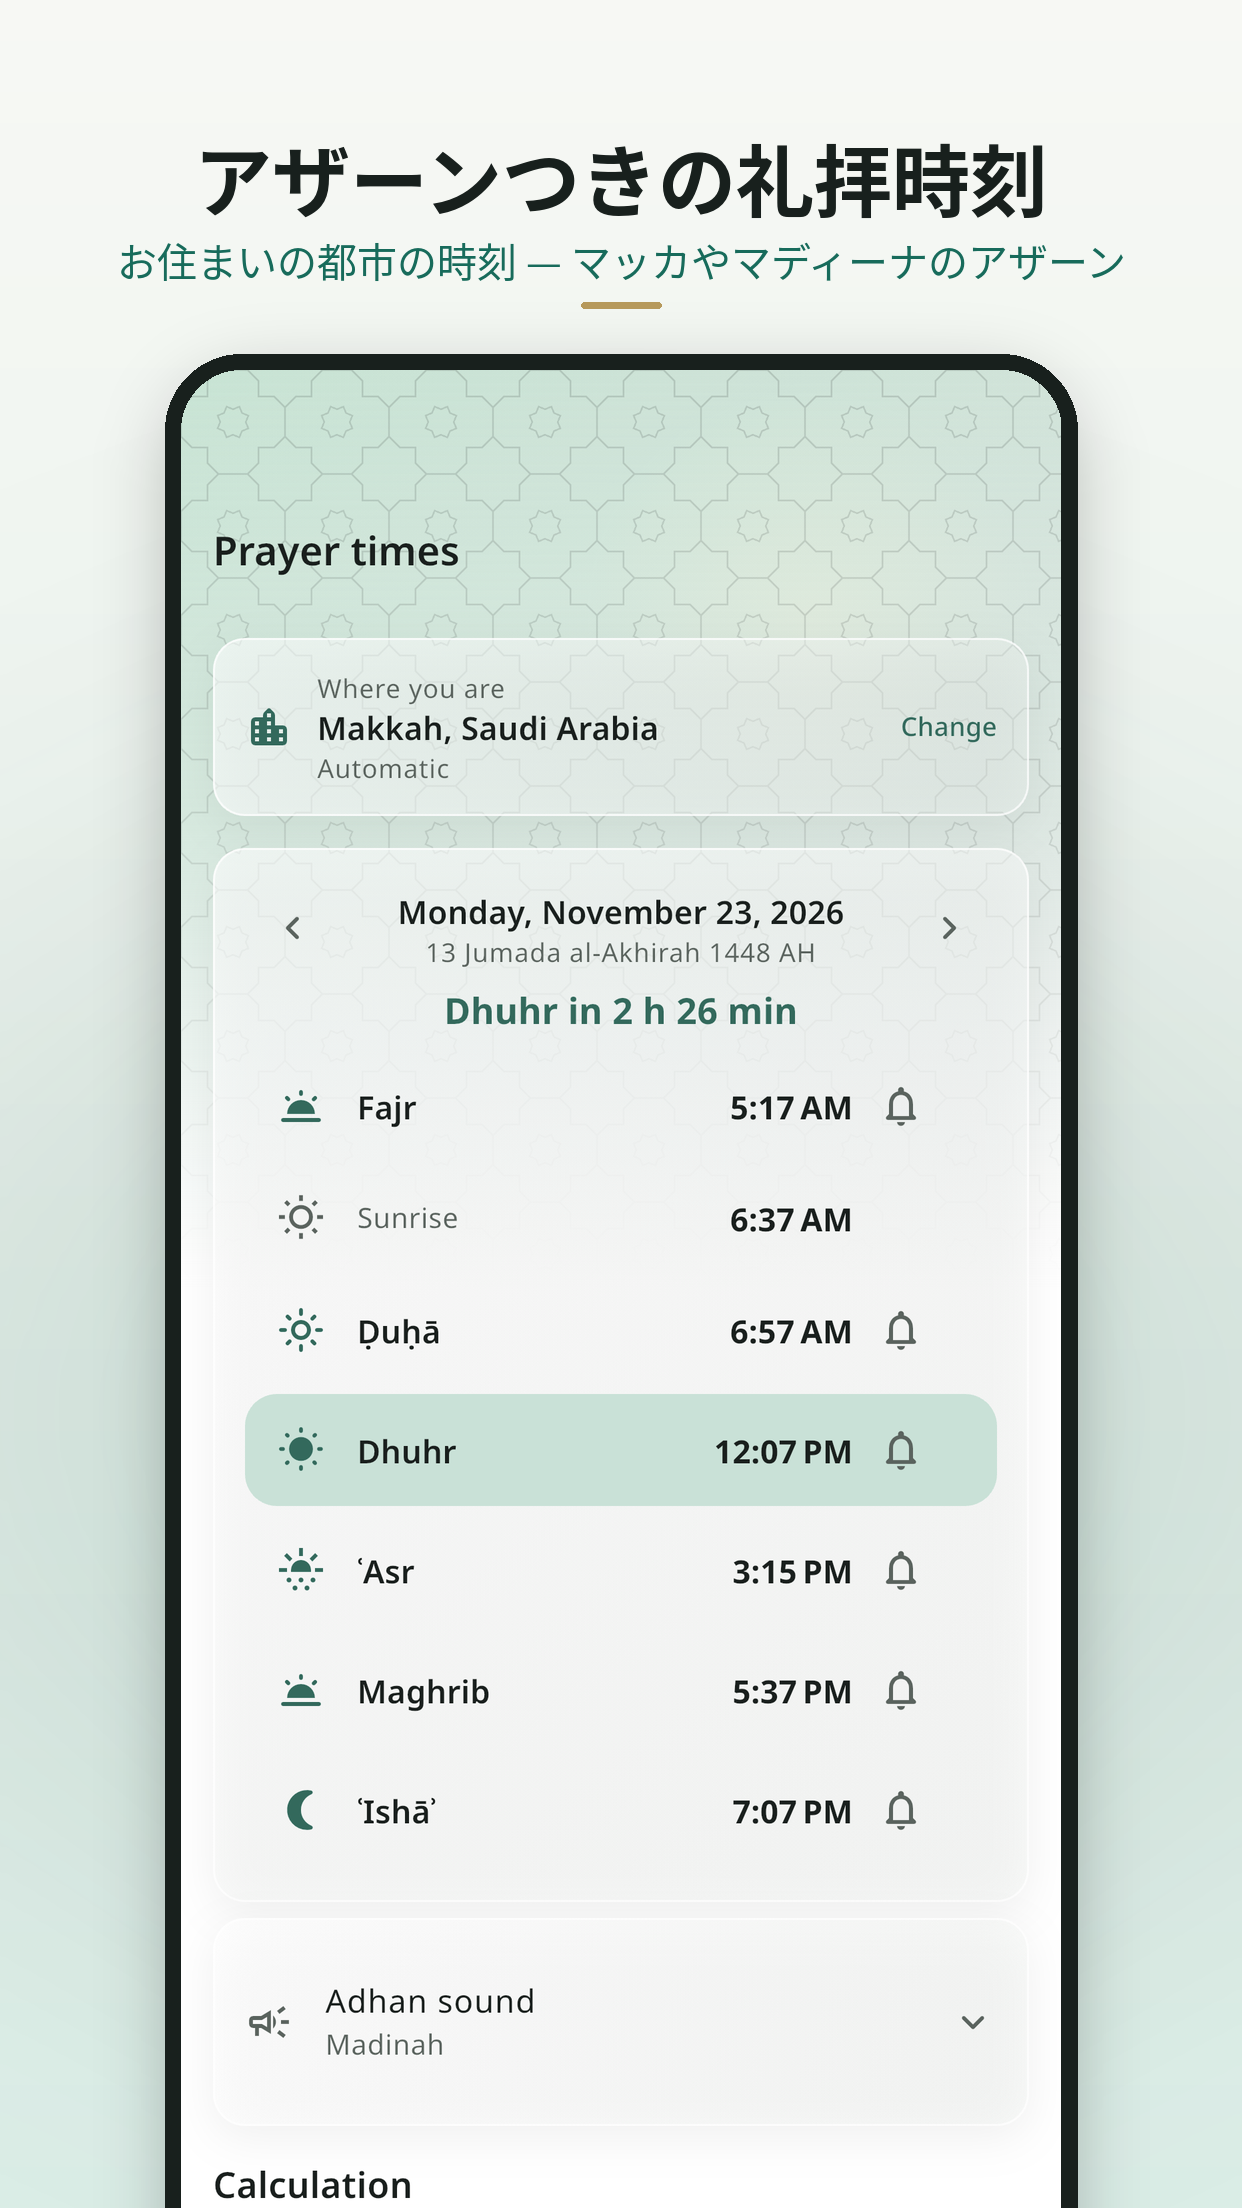 アザーンつきの礼拝時刻
お住まいの都市の時刻 — マッカやマディーナのアザーン
Prayer times
Where you are
Makkah, Saudi Arabia
Automatic
Change
Monday, November 23, 2026
13 Jumada al-Akhirah 1448 AH
Dhuhr in 2 h 26 min
Fajr 5:17 AM
Sunrise 6:37 AM
Ḍuḥā 6:57 AM
Dhuhr 12:07 PM
ʿAsr 3:15 PM
Maghrib 5:37 PM
ʿIshāʾ 7:07 PM
Adhan sound
Madinah
Calculation